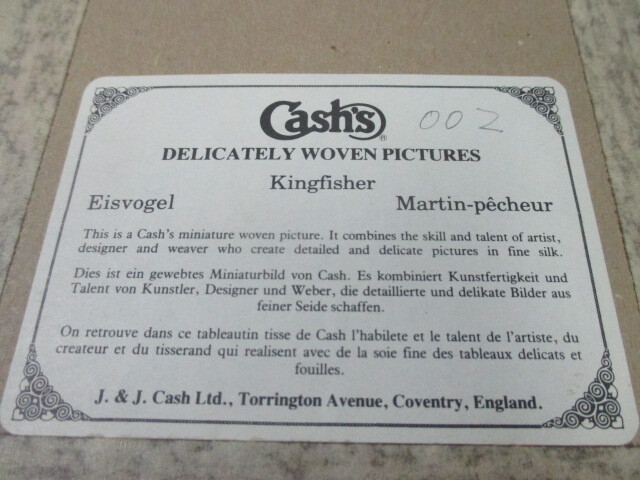 Cash's® 002
DELICATELY WOVEN PICTURES
Kingfisher
Eisvogel Martin-pêcheur
This is a Cash's miniature woven picture. It combines the skill and talent of artist,
designer and weaver who create detailed and delicate pictures in fine silk.
Dies ist ein gewebtes Miniaturbild von Cash. Es kombiniert Kunstfertigkeit und
Talent von Kunstler, Designer und Weber, die detaillierte und delikate Bilder aus
feiner Seide schaffen.
On retrouve dans ce tableautin tisse de Cash l'habilete et le talent de l'artiste, du
createur et du tisserand qui realisent avec de la soie fine des tableaux delicats et
fouilles.
J. & J. Cash Ltd., Torrington Avenue, Coventry, England.